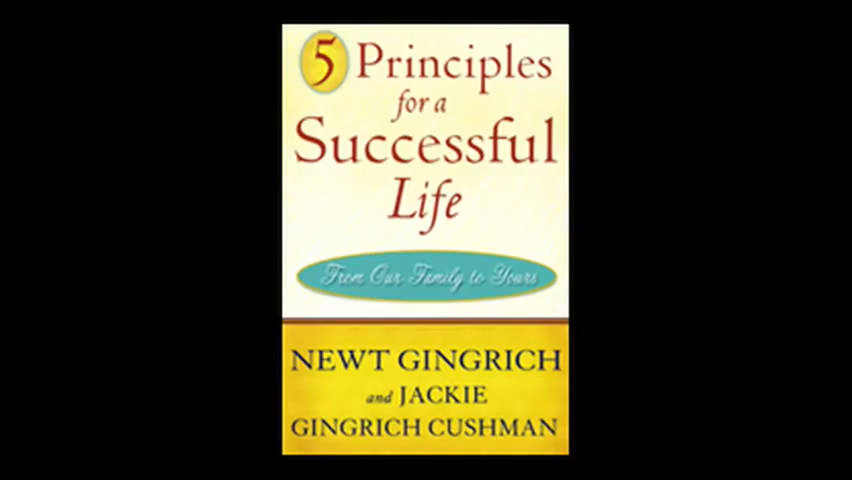 5 Principles
for a
Successful
Life
From Our Family to Yours
NEWT GINGRICH
and JACKIE
GINGRICH CUSHMAN